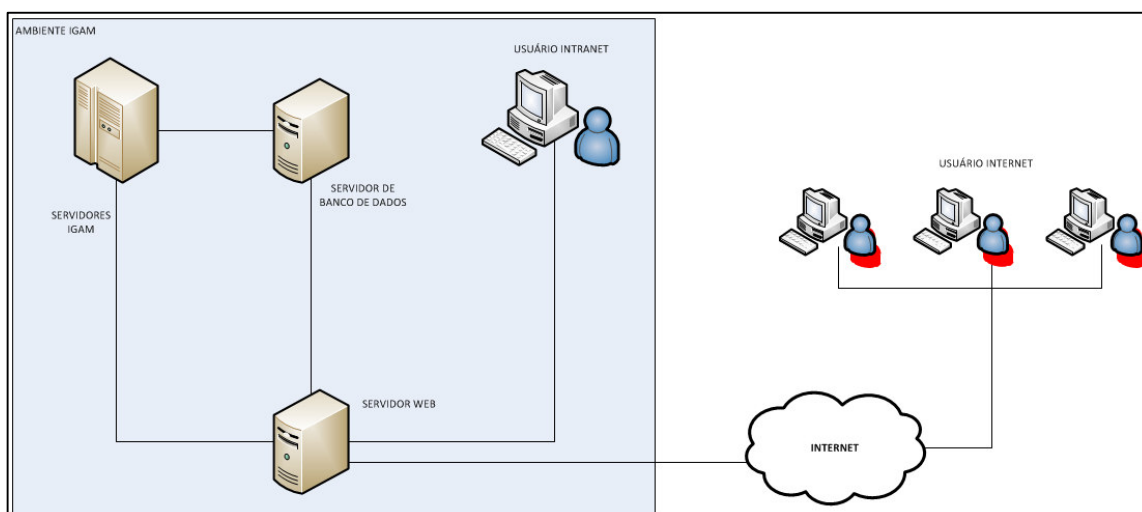 AMBIENTE IGAM
USUÁRIO INTRANET
USUÁRIO INTERNET
SERVIDOR DE
BANCO DE DADOS
SERVIDORES
IGAM
SERVIDOR WEB
INTERNET